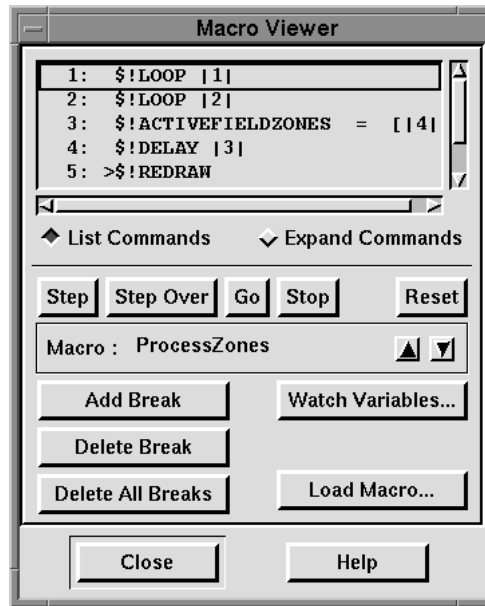 Macro Viewer
1: $!LOOP |1|
2: $!LOOP |2|
3: $!ACTIVEFIELDZONES = [|4|
4: $!DELAY |3|
5: >$!REDRAW
List Commands Expand Commands
Step Step Over Go Stop Reset
Macro : ProcessZones
Add Break Watch Variables...
Delete Break
Delete All Breaks Load Macro...
Close Help